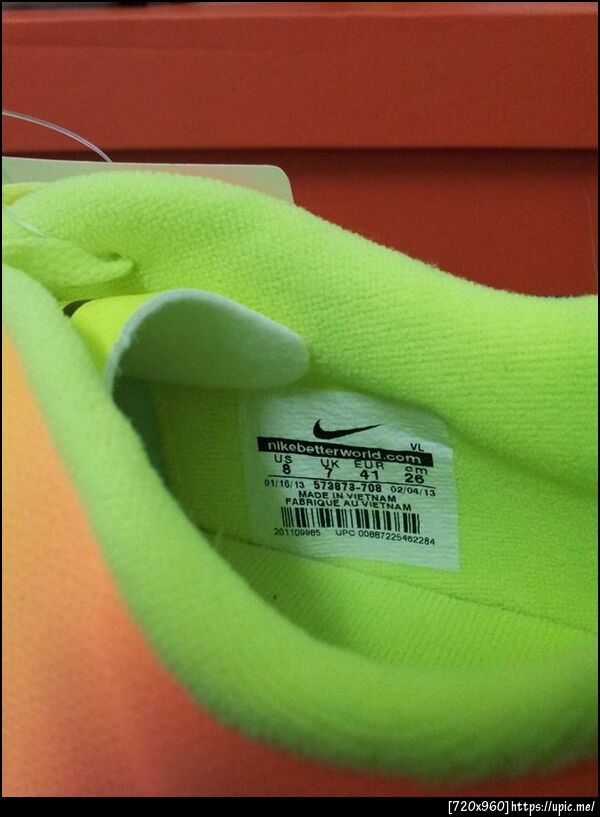 VL
nikebetterworld.com
US UK EUR cm
8 7 41 26
01/16/13 573873-708 02/04/13
MADE IN VIETNAM
FABRIQUE AU VIETNAM
201109985 UPC 00887225462284
[720x960]https://upic.me/